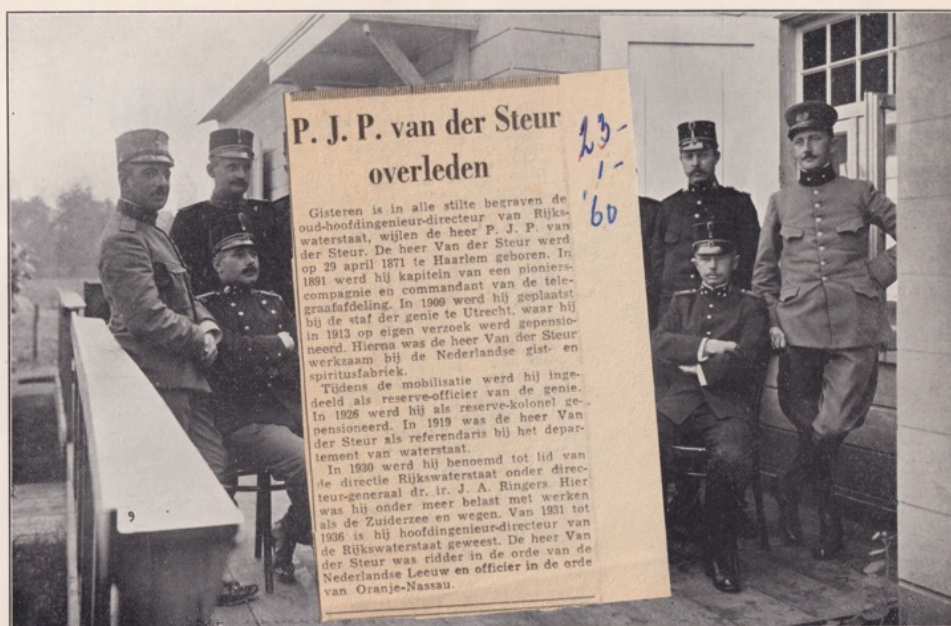 P. J. P. van der Steur
overleden
23-
1-
'60
Gisteren is in alle stilte begraven de
oud-hoofdingenieur-directeur van Rijks-
waterstaat, wijlen de heer P. J. P. van
der Steur. De heer Van der Steur werd
op 29 april 1871 te Haarlem geboren. In
1891 werd hij kapitein van een pioniers-
compagnie en commandant van de tele-
graafafdeling. In 1909 werd hij geplaatst
bij de staf der genie te Utrecht, waar hij
in 1913 op eigen verzoek werd gepensio-
neerd. Hierna was de heer Van der Steur
werkzaam bij de Nederlandse gist- en
spiritusfabriek.
Tijdens de mobilisatie werd hij inge-
deeld als reserve-officier van de genie.
In 1926 werd hij als reserve-kolonel ge-
pensioneerd. In 1919 was de heer Van
der Steur als referendaris bij het depar-
tement van waterstaat.
In 1930 werd hij benoemd tot lid van
de directie Rijkswaterstaat onder direc-
teur-generaal dr. ir. J. A. Ringers. Hier
was hij onder meer belast met werken
als de Zuiderzee en wegen. Van 1931 tot
1936 is hij hoofdingenieur-directeur van
de Rijkswaterstaat geweest. De heer Van
der Steur was ridder in de orde van de
Nederlandse Leeuw en officier in de orde
van Oranje-Nassau.
9